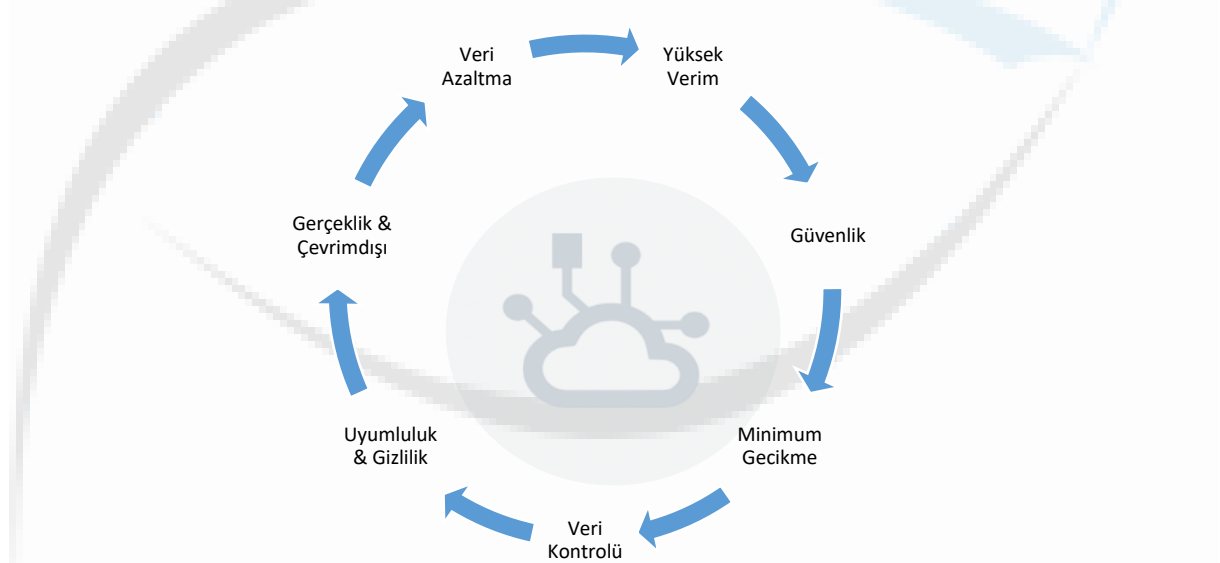 Veri
Azaltma
Yüksek
Verim
Güvenlik
Minimum
Gecikme
Veri
Kontrolü
Uyumluluk
& Gizlilik
Gerçeklik &
Çevrimdışı